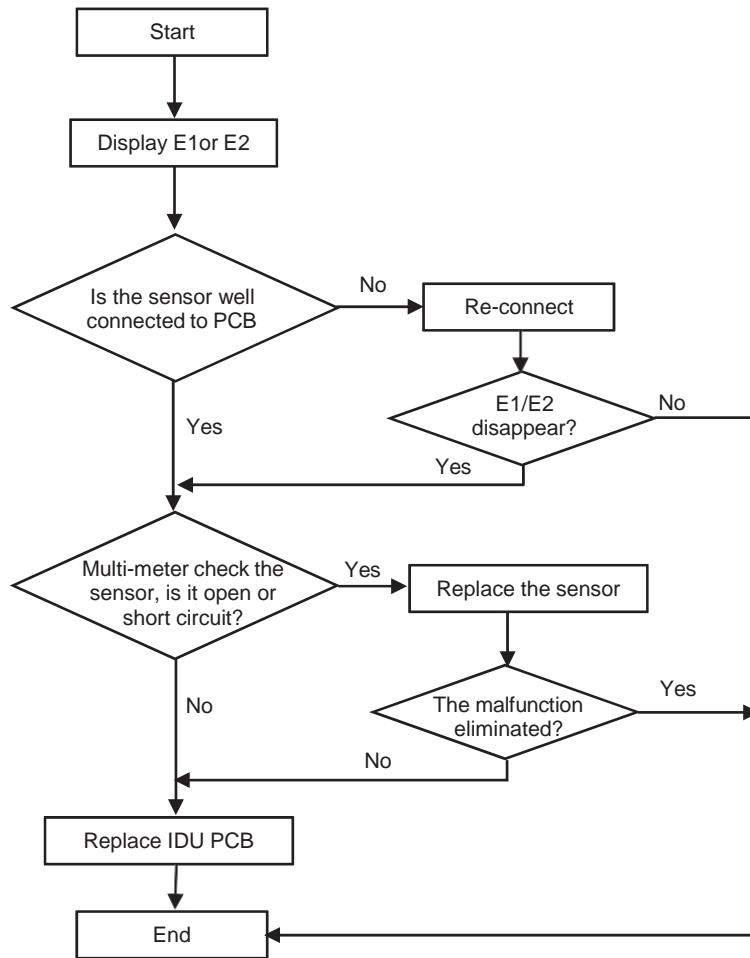 Start
Display E1or E2
Is the sensor well
connected to PCB
No
Re-connect
E1/E2
disappear?
No
Yes
Yes
Multi-meter check the
sensor, is it open or
short circuit?
Yes
Replace the sensor
The malfunction
eliminated?
Yes
No
No
Replace IDU PCB
End